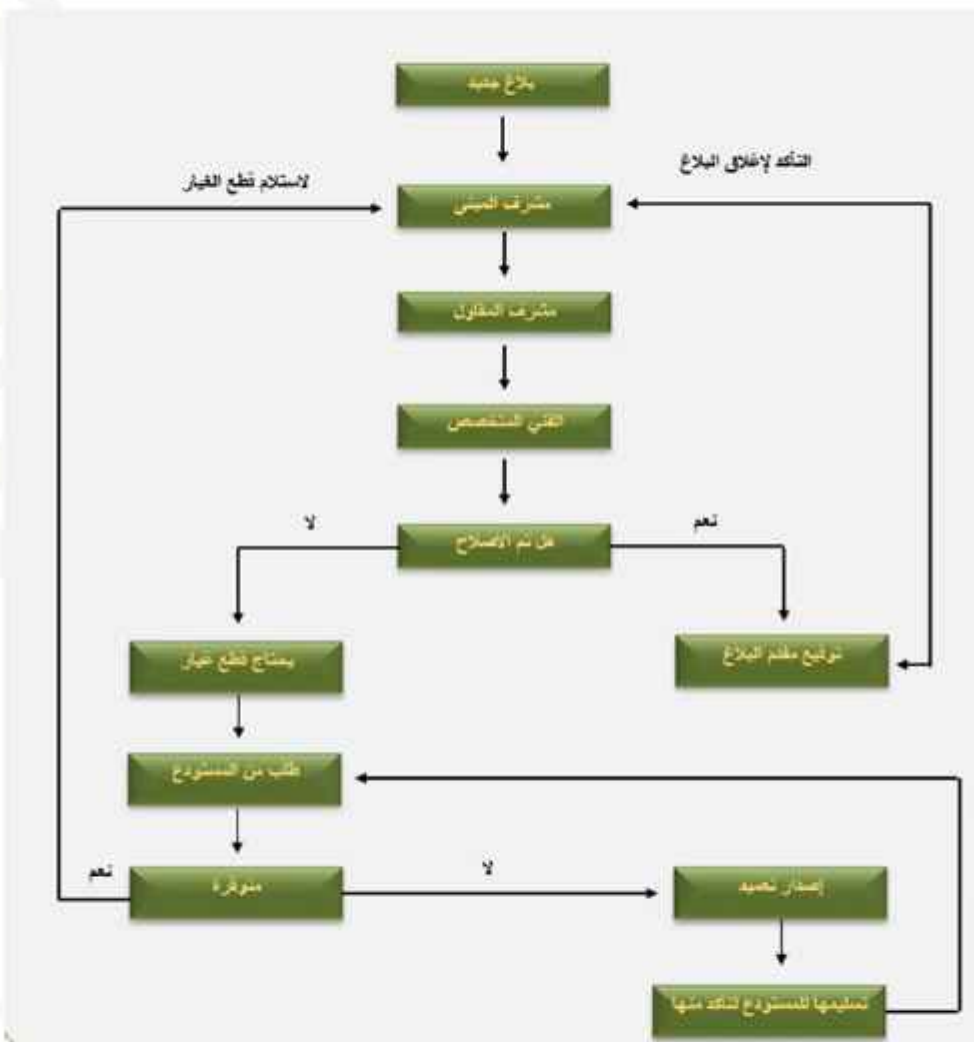 بلاغ جديد
التأكد لإغلاق البلاغ
لاستلام قطع الغيار
مشرف المبنى
مشرف المقاول
الفني المتخصص
هل تم الاصلاح
نعم
لا
توقيع مقدم البلاغ
يحتاج قطع غيار
طلب من المستودع
متوفرة
نعم
لا
إصدار تعميد
تسليمها للمستودع لتأكد منها